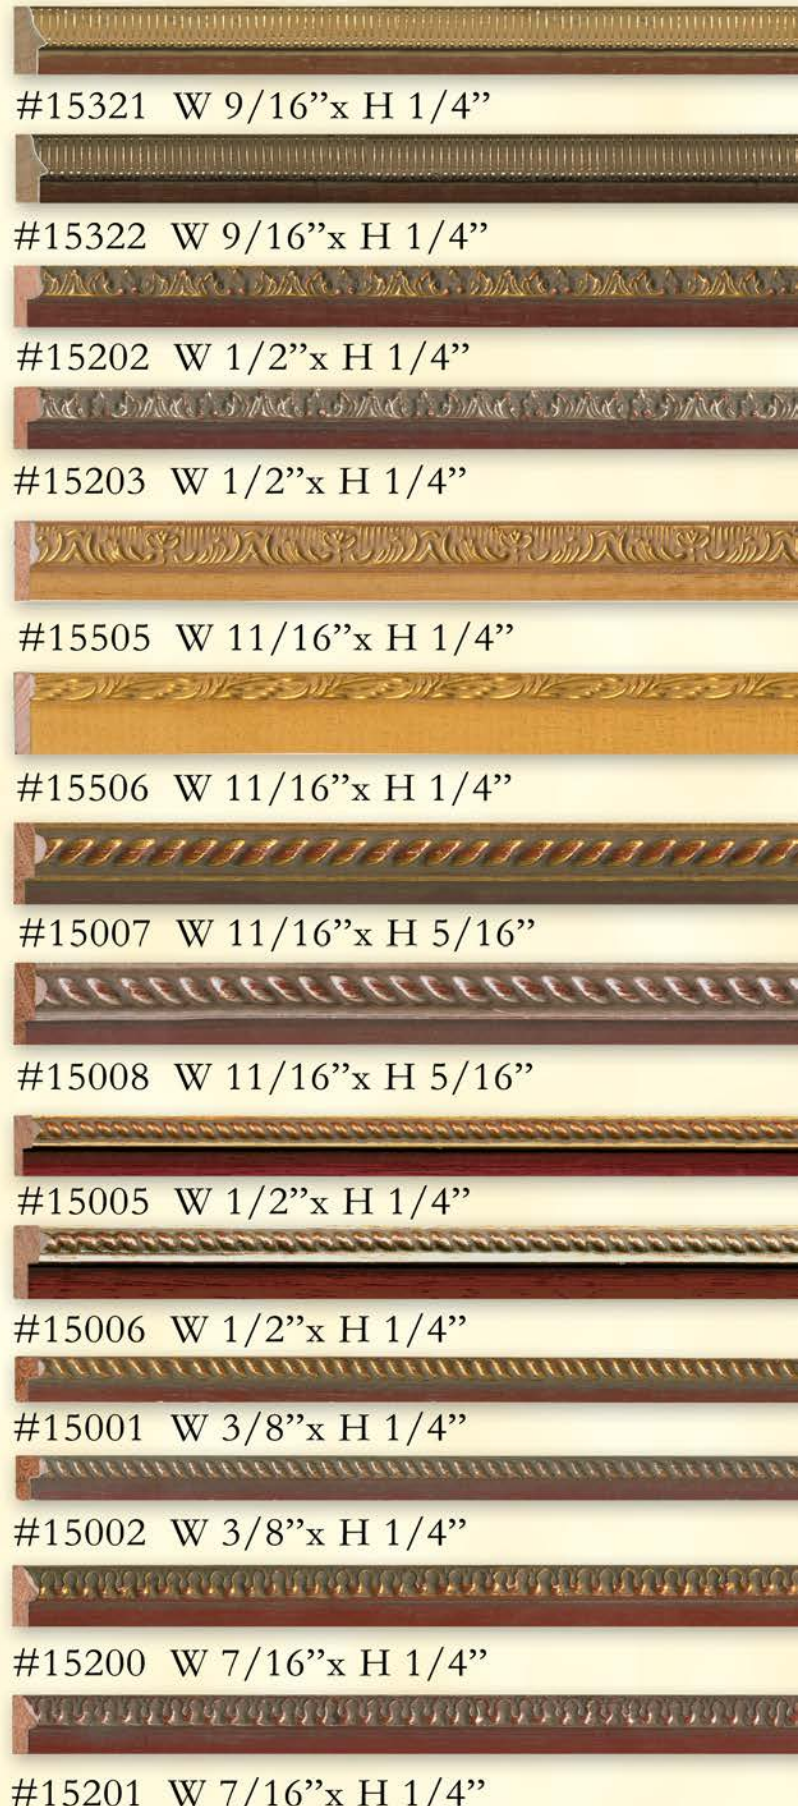 #15321 W 9/16”x H 1/4”
#15322 W 9/16”x H 1/4”
#15202 W 1/2”x H 1/4”
#15203 W 1/2”x H 1/4”
#15505 W 11/16”x H 1/4”
#15506 W 11/16”x H 1/4”
#15007 W 11/16”x H 5/16”
#15008 W 11/16”x H 5/16”
#15005 W 1/2”x H 1/4”
#15006 W 1/2”x H 1/4”
#15001 W 3/8”x H 1/4”
#15002 W 3/8”x H 1/4”
#15200 W 7/16”x H 1/4”
#15201 W 7/16”x H 1/4”